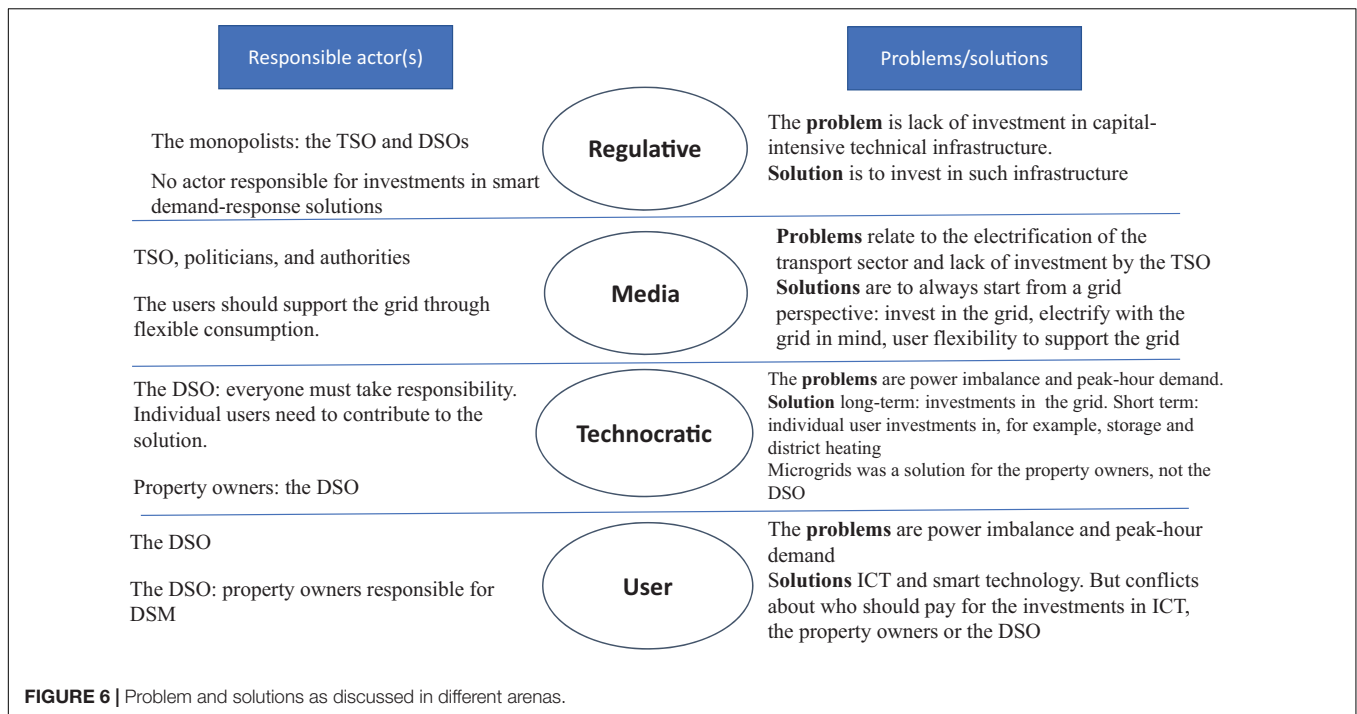 Responsible actor(s)
Problems/solutions
The monopolists: the TSO and DSOs
No actor responsible for investments in smart
demand-response solutions
Regulative
The problem is lack of investment in capital-
intensive technical infrastructure.
Solution is to invest in such infrastructure
TSO, politicians, and authorities
The users should support the grid through
flexible consumption.
Media
Problems relate to the electrification of the
transport sector and lack of investment by the TSO
Solutions are to always start from a grid
perspective: invest in the grid, electrify with the
grid in mind, user flexibility to support the grid
The DSO: everyone must take responsibility.
Individual users need to contribute to the
solution.
Property owners: the DSO
Technocratic
The problems are power imbalance and peak-hour demand.
Solution long-term: investments in the grid. Short term:
individual user investments in, for example, storage and
district heating
Microgrids was a solution for the property owners, not the
DSO
The DSO
The DSO: property owners responsible for
DSM
User
The problems are power imbalance and peak-hour
demand
Solutions ICT and smart technology. But conflicts
about who should pay for the investments in ICT,
the property owners or the DSO
FIGURE 6 | Problem and solutions as discussed in different arenas.